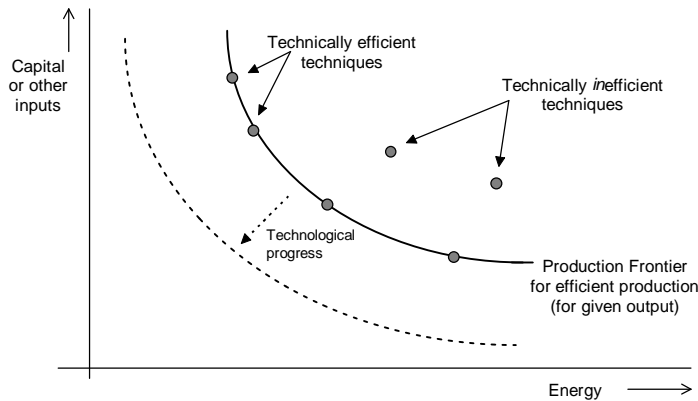 Capital
or other
inputs
Technically efficient
techniques
Technically inefficient
techniques
Technological
progress
Production Frontier
for efficient production
(for given output)
Energy